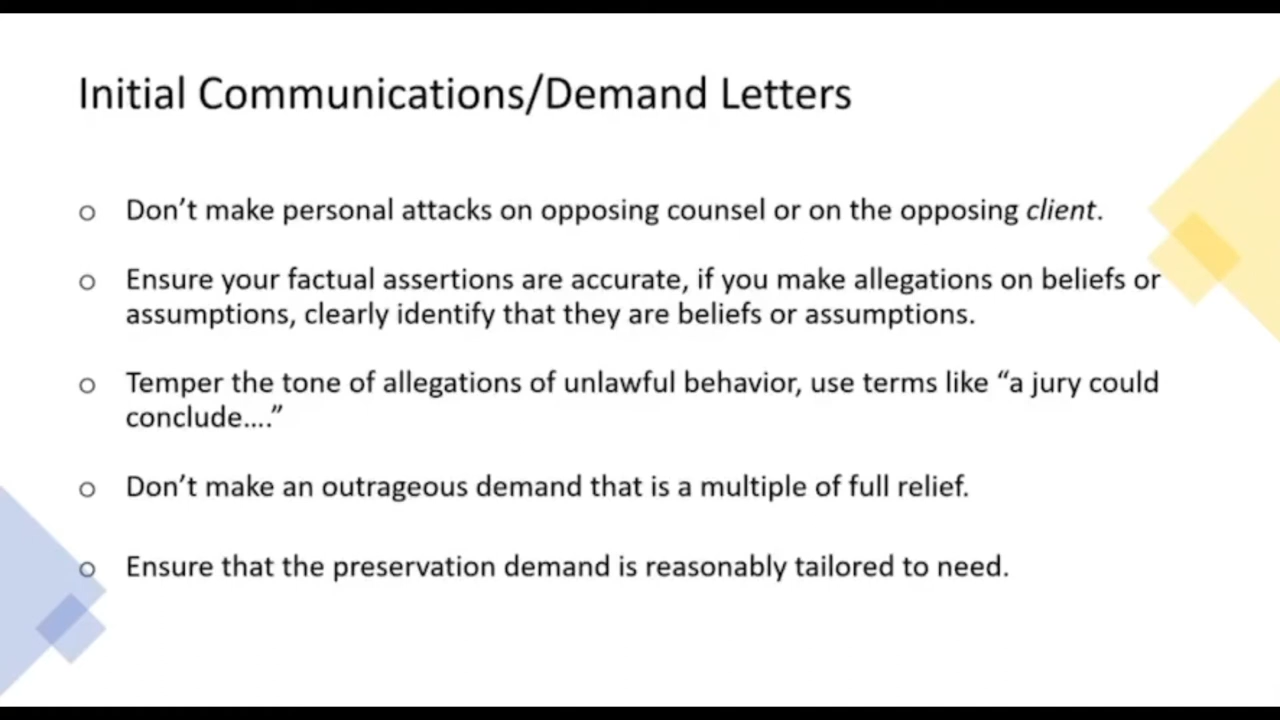 Initial Communications/Demand Letters
o Don’t make personal attacks on opposing counsel or on the opposing client.
o Ensure your factual assertions are accurate, if you make allegations on beliefs or
assumptions, clearly identify that they are beliefs or assumptions.
o Temper the tone of allegations of unlawful behavior, use terms like “a jury could
conclude....”
o Don’t make an outrageous demand that is a multiple of full relief.
o Ensure that the preservation demand is reasonably tailored to need.